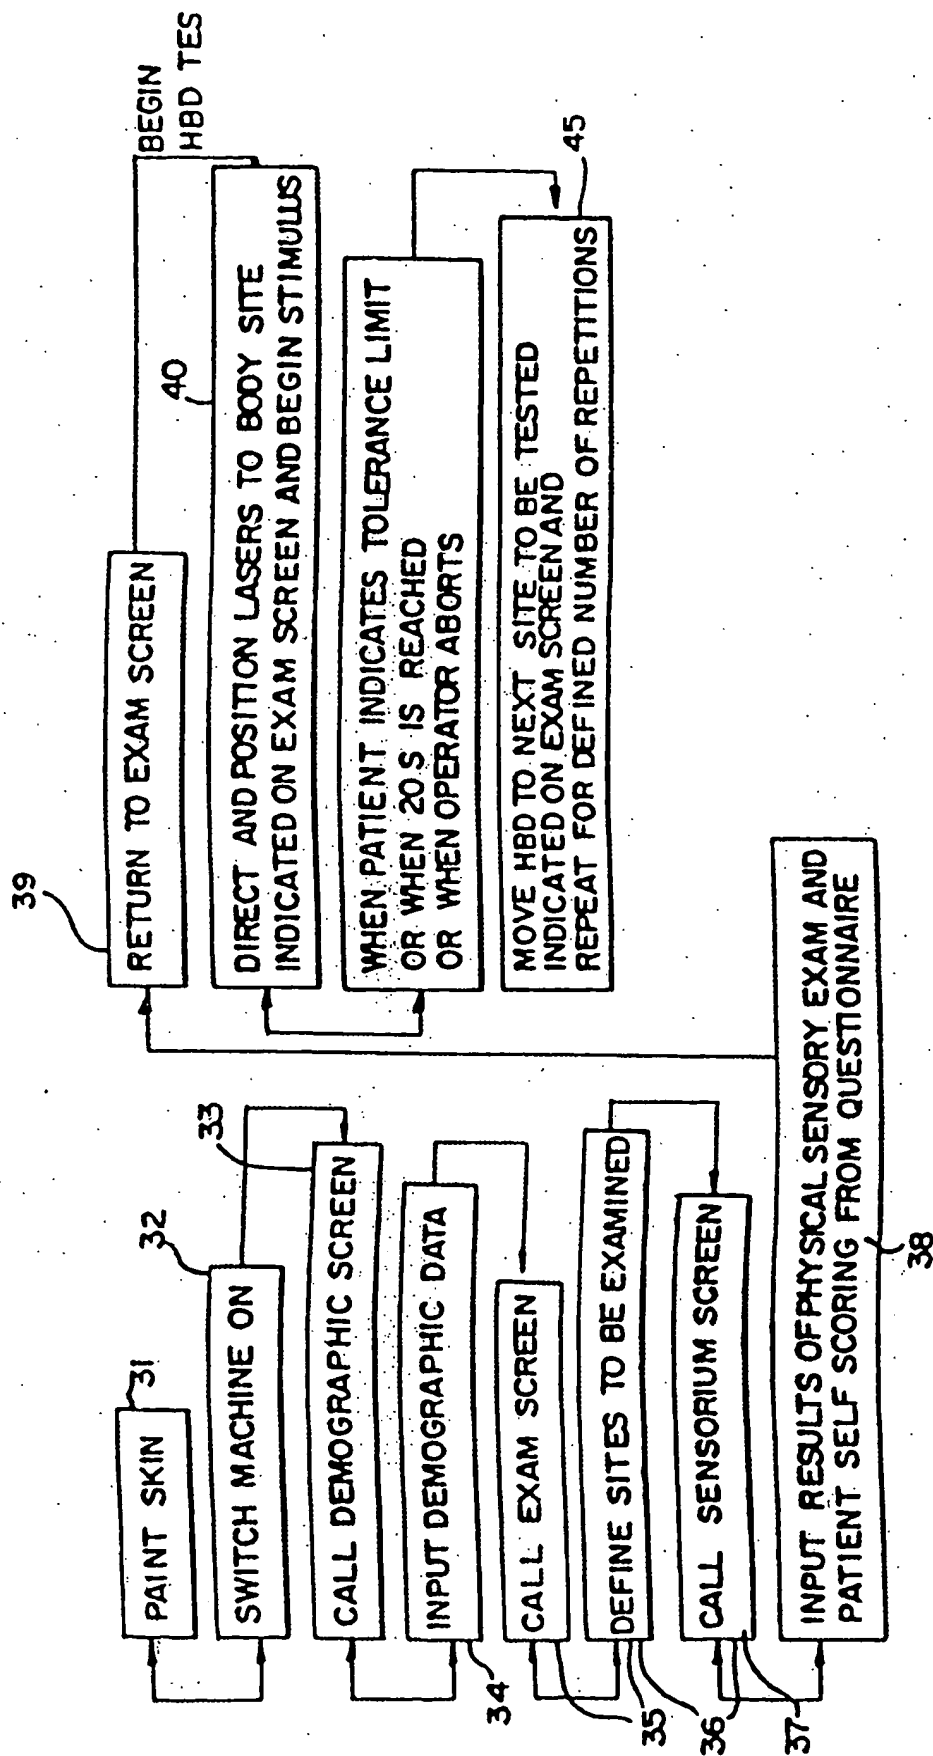 PAINT SKIN
31
SWITCH MACHINE ON
32
CALL DEMOGRAPHIC SCREEN
33
INPUT DEMOGRAPHIC DATA
34
CALL EXAM SCREEN
35
DEFINE SITES TO BE EXAMINED
36
CALL SENSORIUM SCREEN
37
INPUT RESULTS OF PHYSICAL SENSORY EXAM AND
PATIENT SELF SCORING FROM QUESTIONNAIRE
38
39
RETURN TO EXAM SCREEN
BEGIN
HBD TES
40
DIRECT AND POSITION LASERS TO BODY SITE
INDICATED ON EXAM SCREEN AND BEGIN STIMULUS
WHEN PATIENT INDICATES TOLERANCE LIMIT
OR WHEN 20 S IS REACHED
OR WHEN OPERATOR ABORTS
MOVE HBD TO NEXT SITE TO BE TESTED
INDICATED ON EXAM SCREEN AND
REPEAT FOR DEFINED NUMBER OF REPETITIONS
45